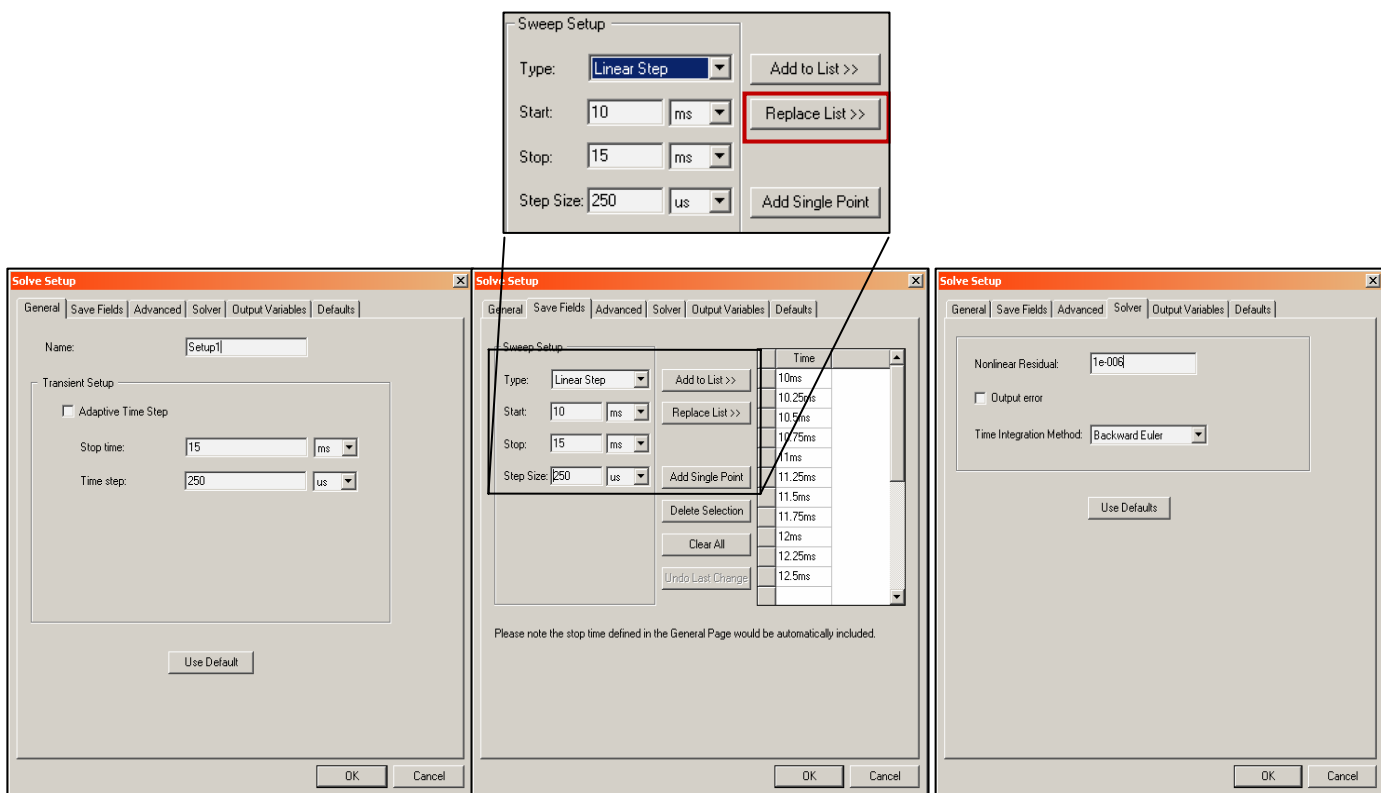 Sweep Setup
Type: Linear Step Add to List >>
Start: 10 ms Replace List >>
Stop: 15 ms
Step Size: 250 us Add Single Point
Solve Setup
General Save Fields Advanced Solver Output Variables Defaults
Name: Setup1
Transient Setup
Adaptive Time Step
Stop time: 15 ms
Time step: 250 us
Use Default
OK Cancel
Solve Setup
General Save Fields Advanced Solver Output Variables Defaults
Sweep Setup
Type: Linear Step
Start: 10 ms
Stop: 15 ms
Step Size: 250 us
Add to List >>
Replace List >>
Add Single Point
Delete Selection
Clear All
Undo Last Change
Time
10ms
10.25ms
10.5ms
10.75ms
11ms
11.25ms
11.5ms
11.75ms
12ms
12.25ms
12.5ms
Please note the stop time defined in the General Page would be automatically included.
OK Cancel
Solve Setup
General Save Fields Advanced Solver Output Variables Defaults
Nonlinear Residual: 1e-006
Output error
Time Integration Method: Backward Euler
Use Defaults
OK Cancel